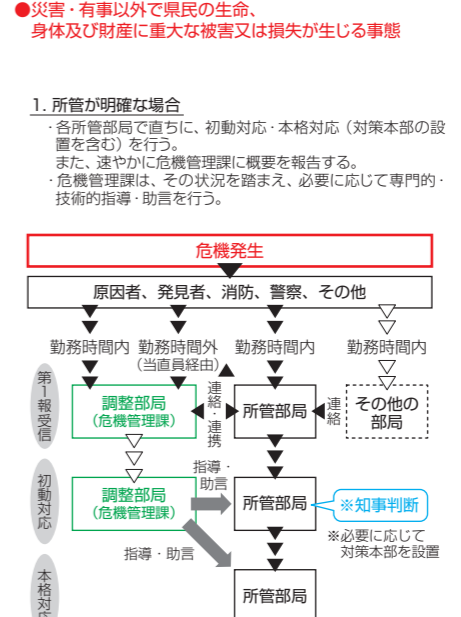 ●災害・有事以外で県民の生命、
身体及び財産に重大な被害又は損失が生じる事態
1. 所管が明確な場合
・各所管部局で直ちに、初動対応・本格対応（対策本部の設
置を含む）を行う。
また、速やかに危機管理課に概要を報告する。
・危機管理課は、その状況を踏まえ、必要に応じて専門的・
技術的指導・助言を行う。
危機発生
原因者、発見者、消防、警察、その他
勤務時間内
勤務時間外
（当直員経由）
勤務時間内
勤務時間内
第1報受信
調整部局
（危機管理課）
連絡・連携
所管部局
連絡
その他の
部局
初動対応
調整部局
（危機管理課）
指導・
助言
所管部局
※知事判断
※必要に応じて
対策本部を設置
指導・助言
本格対応
所管部局